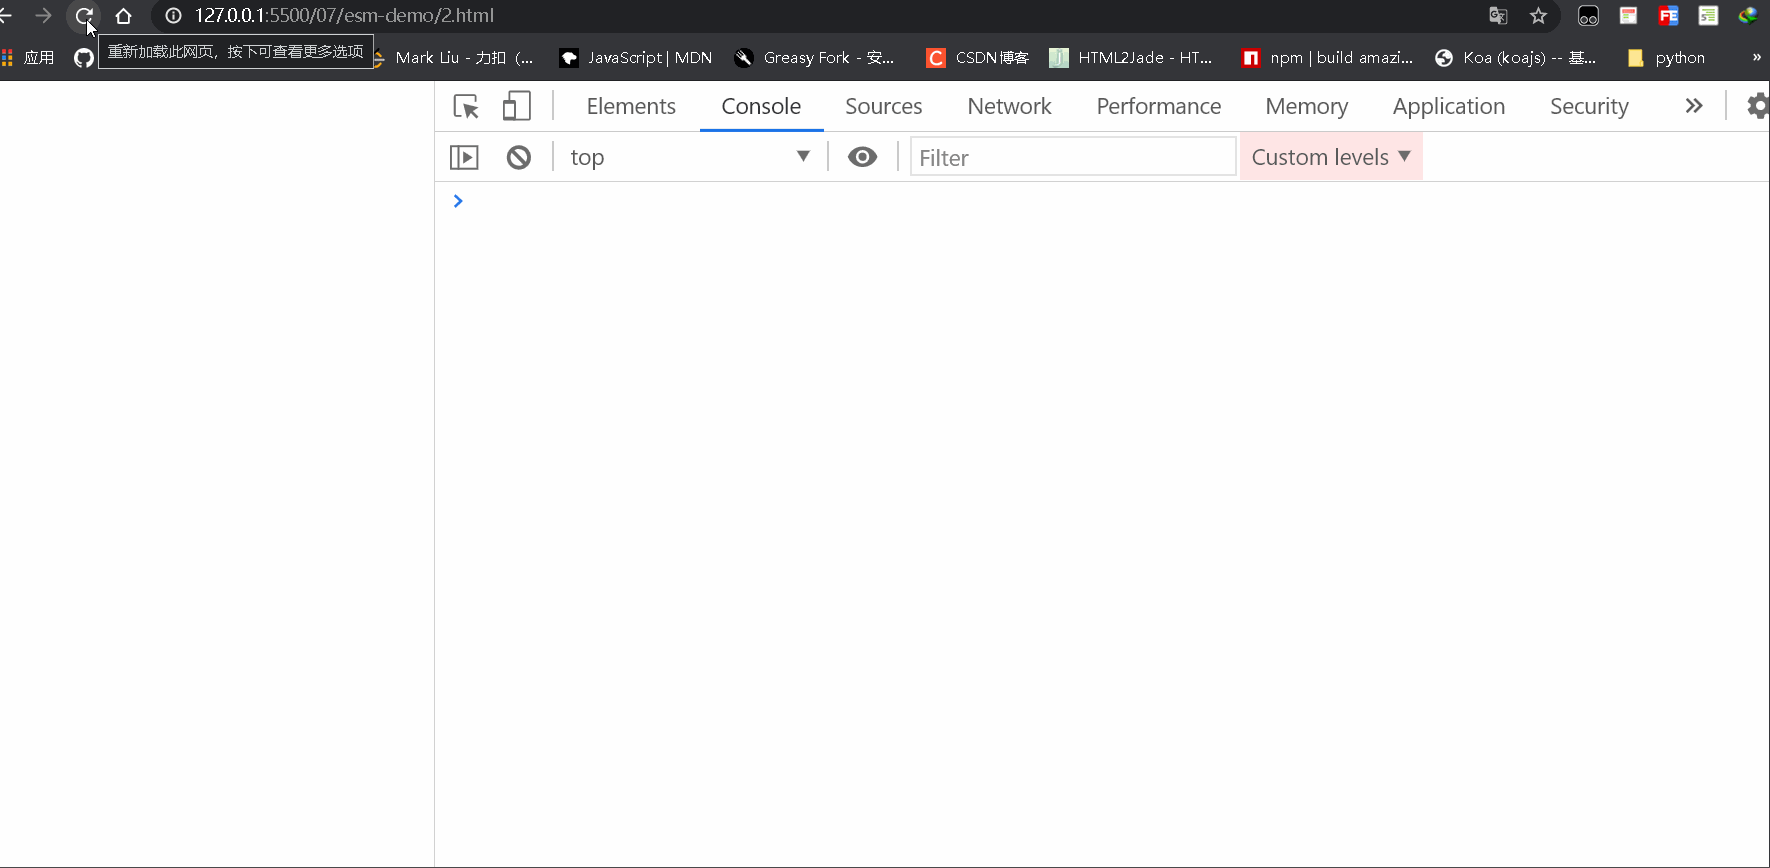 127.0.0.1:5500/07/esm-demo/2.html
重新加载此网页，按下可查看更多选项
应用 Mark Liu - 力扣（... JavaScript | MDN Greasy Fork - 安... CSDN博客 HTML2Jade - HT... npm | build amazi... Koa (koajs) -- 基... python »
Elements Console Sources Network Performance Memory Application Security
top Filter Custom levels